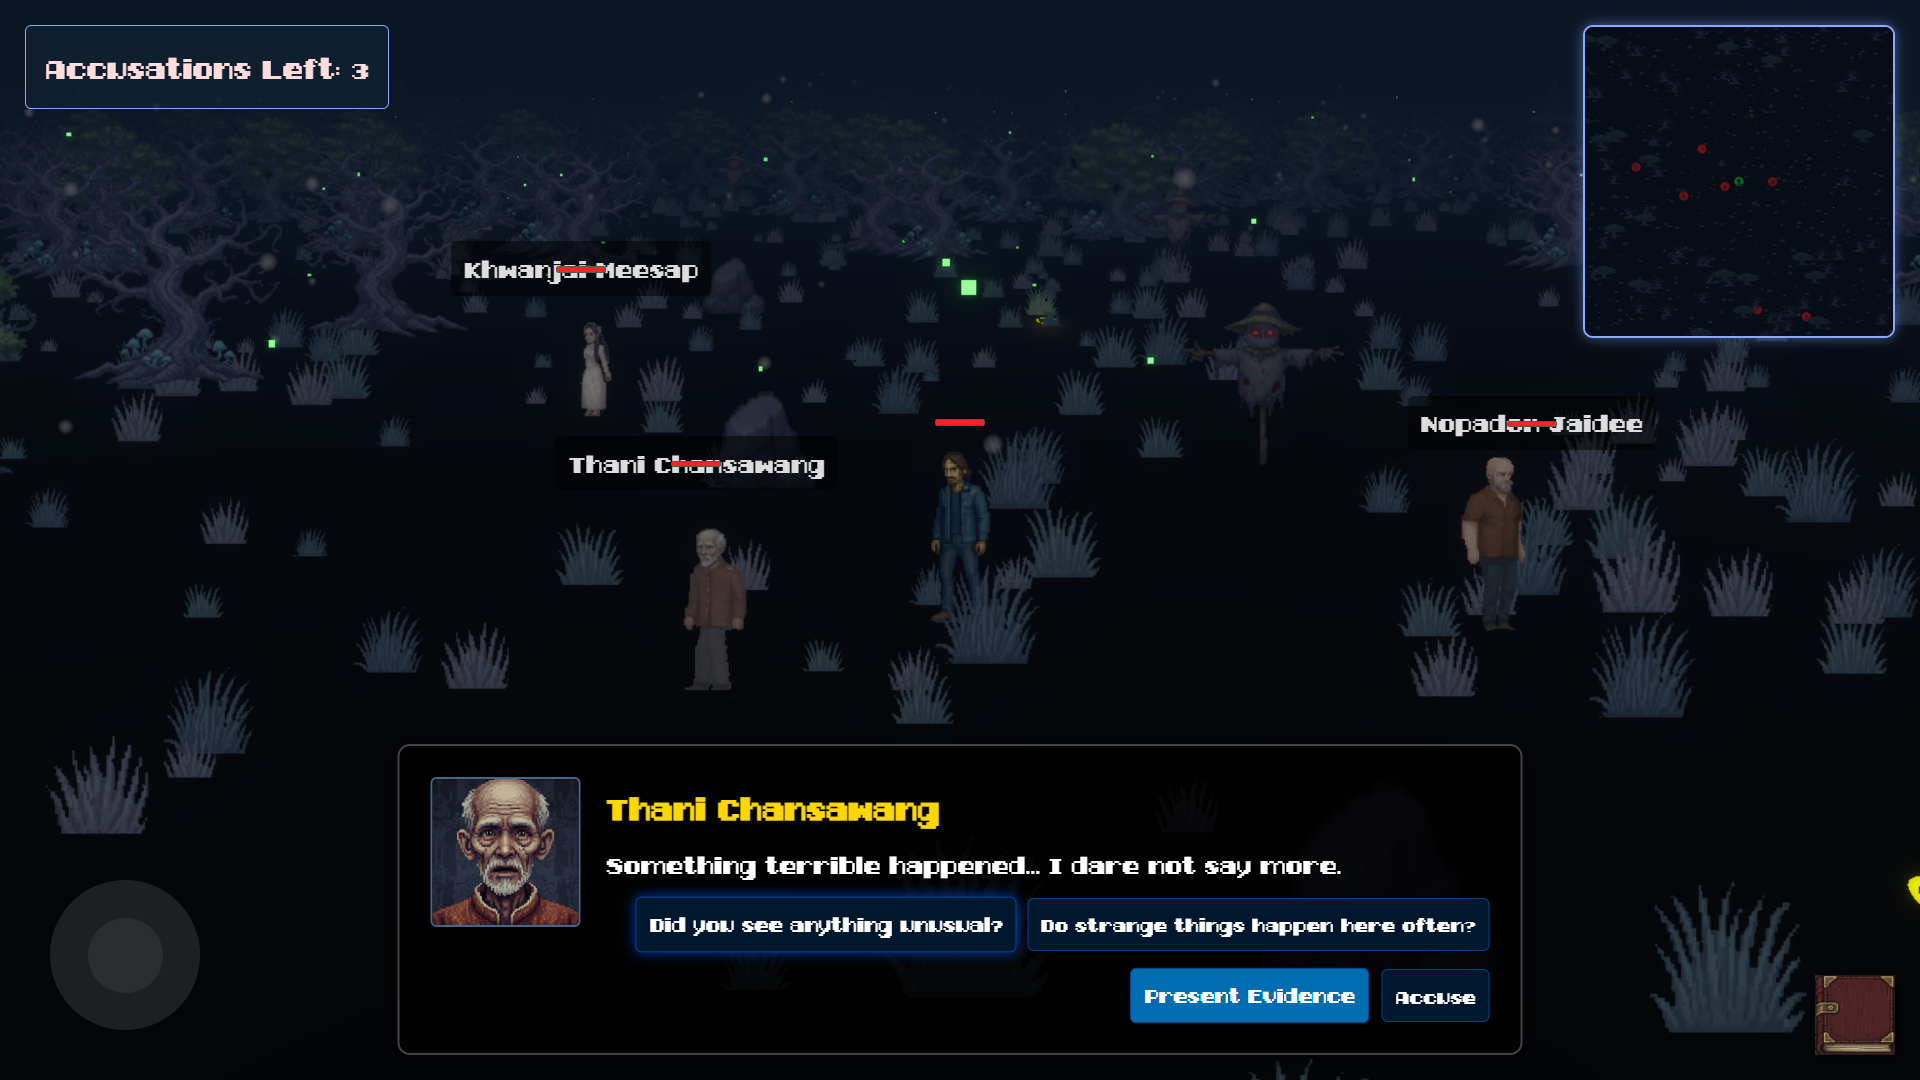 Accusations Left: 3
Khwanjai Meesap
Thani Chansawang
Nopadon Jaidee
Thani Chansawang
Something terrible happened... I dare not say more.
Did you see anything unusual?
Do strange things happen here often?
Present Evidence
Accuse